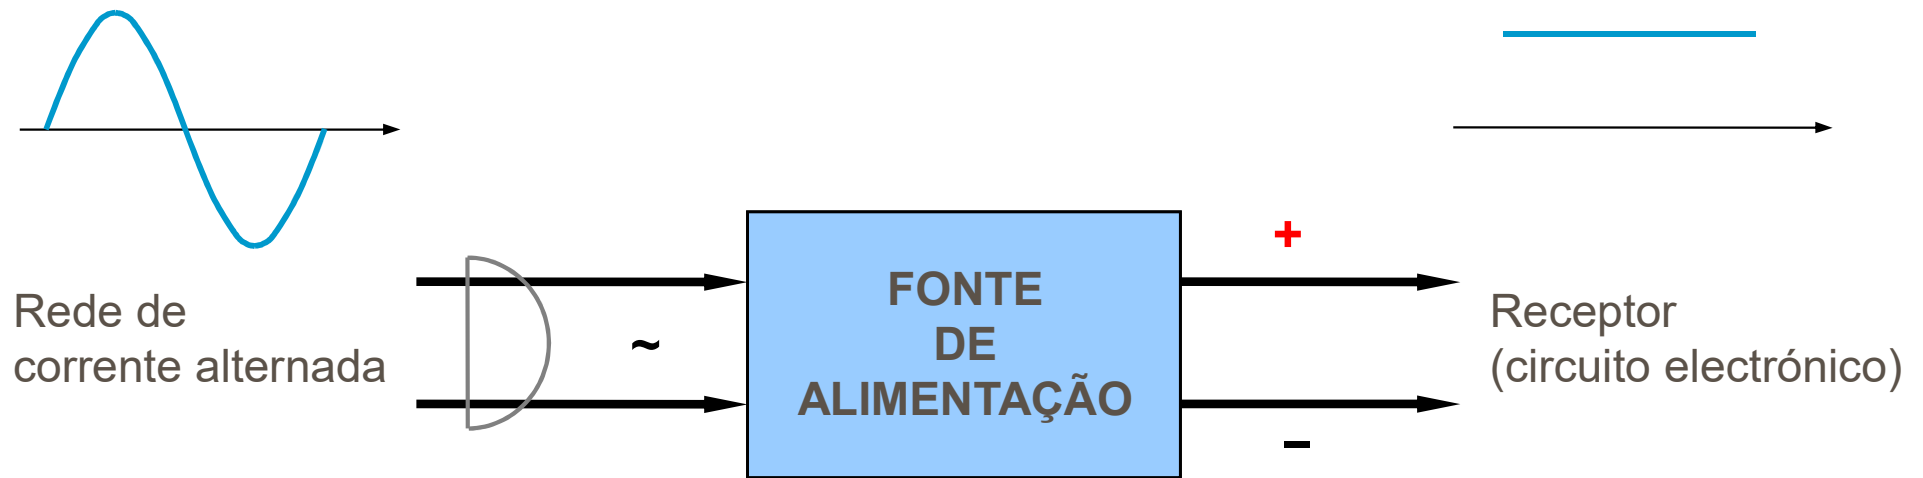 Rede de
corrente alternada
~
FONTE
DE
ALIMENTAÇÃO
+
–
Receptor
(circuito electrónico)